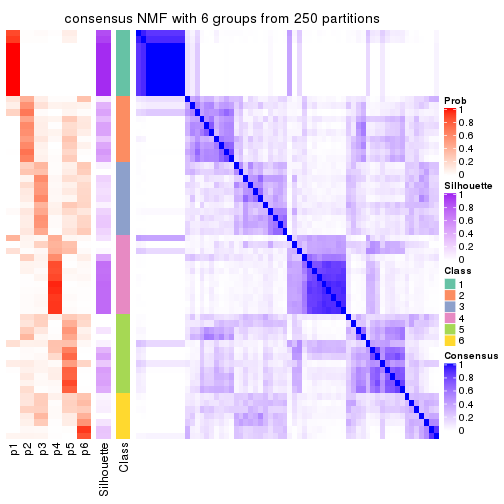 consensus NMF with 6 groups from 250 partitions
Prob
1
0.8
0.6
0.4
0.2
0
Silhouette
1
0.8
0.6
0.4
0.2
0
Class
1
2
3
4
5
6
Consensus
1
0.8
0.6
0.4
0.2
0
p1
p2
p3
p4
p5
p6
Silhouette
Class